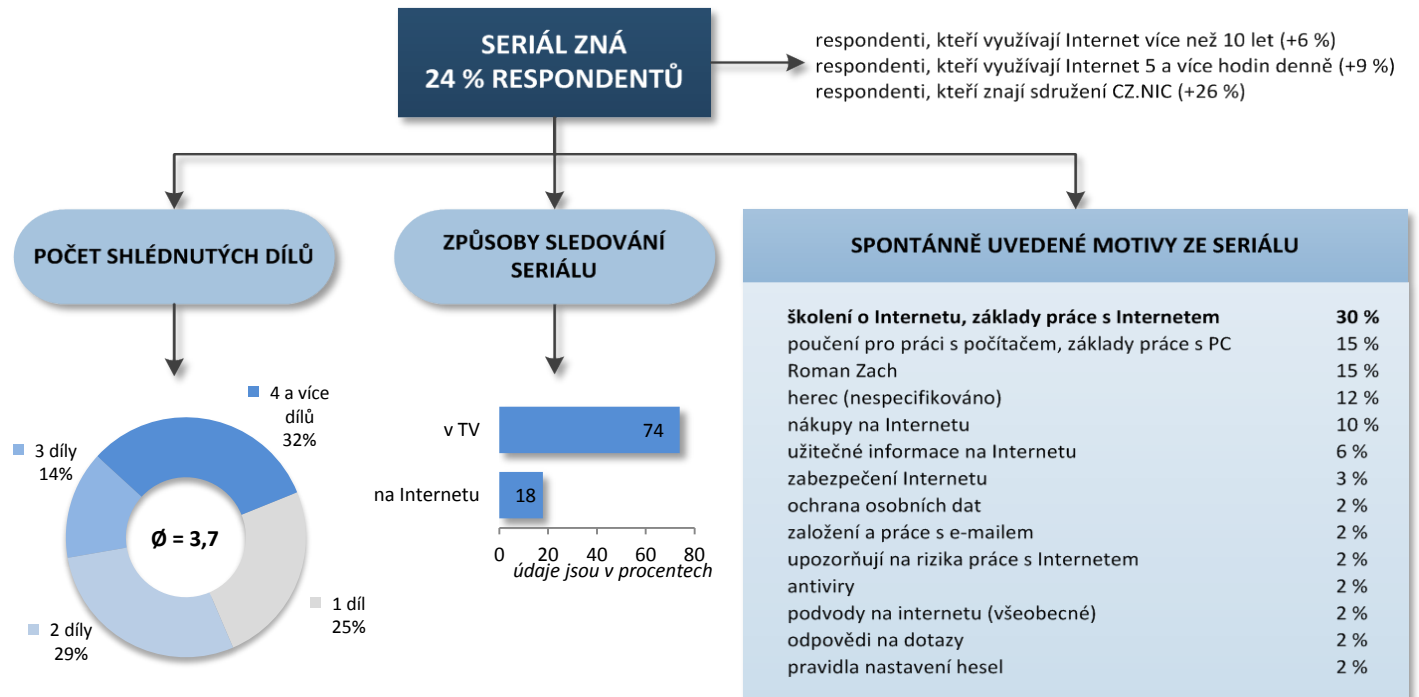 SERIÁL ZNÁ
24 % RESPONDENTŮ
respondenti, kteří využívají Internet více než 10 let (+6 %)
respondenti, kteří využívají Internet 5 a více hodin denně (+9 %)
respondenti, kteří znají sdružení CZ.NIC (+26 %)
POČET SHLÉDNUTÝCH DÍLŮ
4 a více
dílů
32%
3 díly
14%
Ø = 3,7
1 díl
25%
2 díly
29%
ZPŮSOBY SLEDOVÁNÍ
SERIÁLU
v TV 74
na Internetu 18
0 20 40 60 80
údaje jsou v procentech
SPONTÁNNĚ UVEDENÉ MOTIVY ZE SERIÁLU
školení o Internetu, základy práce s Internetem 30 %
poučení pro práci s počítačem, základy práce s PC 15 %
Roman Zach 15 %
herec (nespecifikováno) 12 %
nákupy na Internetu 10 %
užitečné informace na Internetu 6 %
zabezpečení Internetu 3 %
ochrana osobních dat 2 %
založení a práce s e-mailem 2 %
upozorňují na rizika práce s Internetem 2 %
antiviry 2 %
podvody na internetu (všeobecné) 2 %
odpovědi na dotazy 2 %
pravidla nastavení hesel 2 %